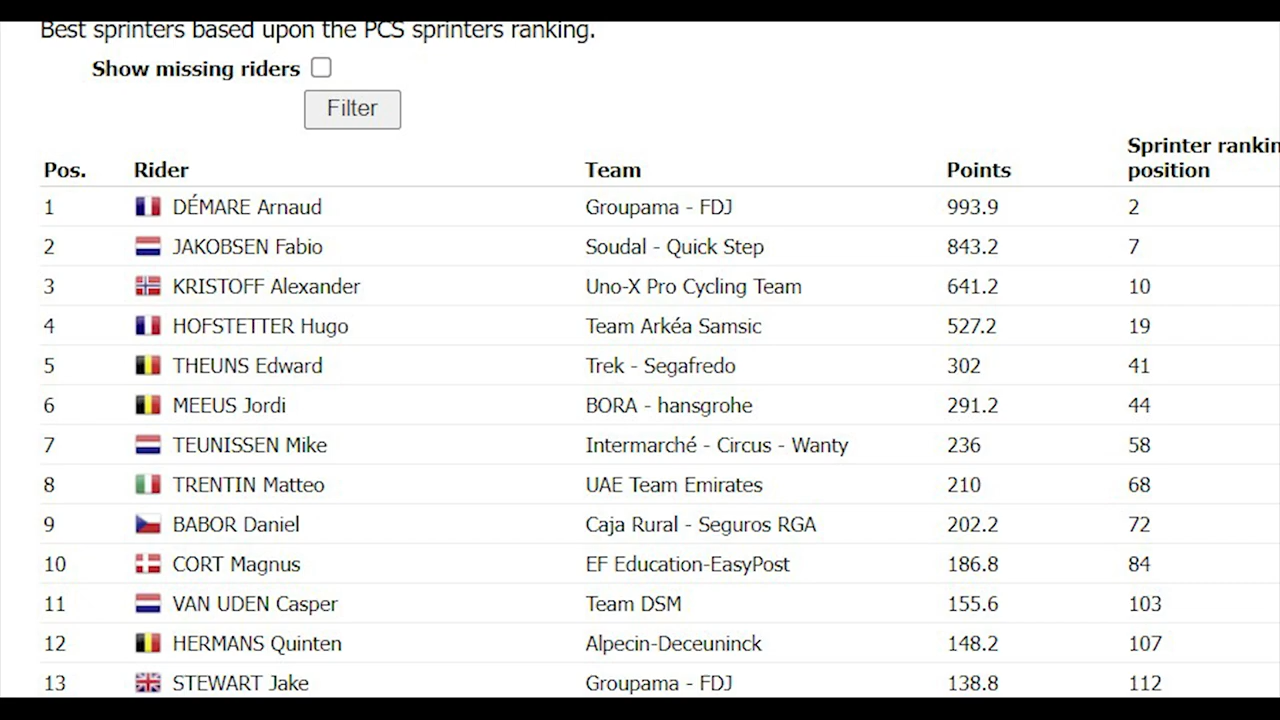 Best sprinters based upon the PCS sprinters ranking.
Show missing riders
Filter
Pos. Rider Team Points Sprinter rankin position
1 DÉMARE Arnaud Groupama - FDJ 993.9 2
2 JAKOBSEN Fabio Soudal - Quick Step 843.2 7
3 KRISTOFF Alexander Uno-X Pro Cycling Team 641.2 10
4 HOFSTETTER Hugo Team Arkéa Samsic 527.2 19
5 THEUNS Edward Trek - Segafredo 302 41
6 MEEUS Jordi BORA - hansgrohe 291.2 44
7 TEUNISSEN Mike Intermarché - Circus - Wanty 236 58
8 TRENTIN Matteo UAE Team Emirates 210 68
9 BABOR Daniel Caja Rural - Seguros RGA 202.2 72
10 CORT Magnus EF Education-EasyPost 186.8 84
11 VAN UDEN Casper Team DSM 155.6 103
12 HERMANS Quinten Alpecin-Deceuninck 148.2 107
13 STEWART Jake Groupama - FDJ 138.8 112